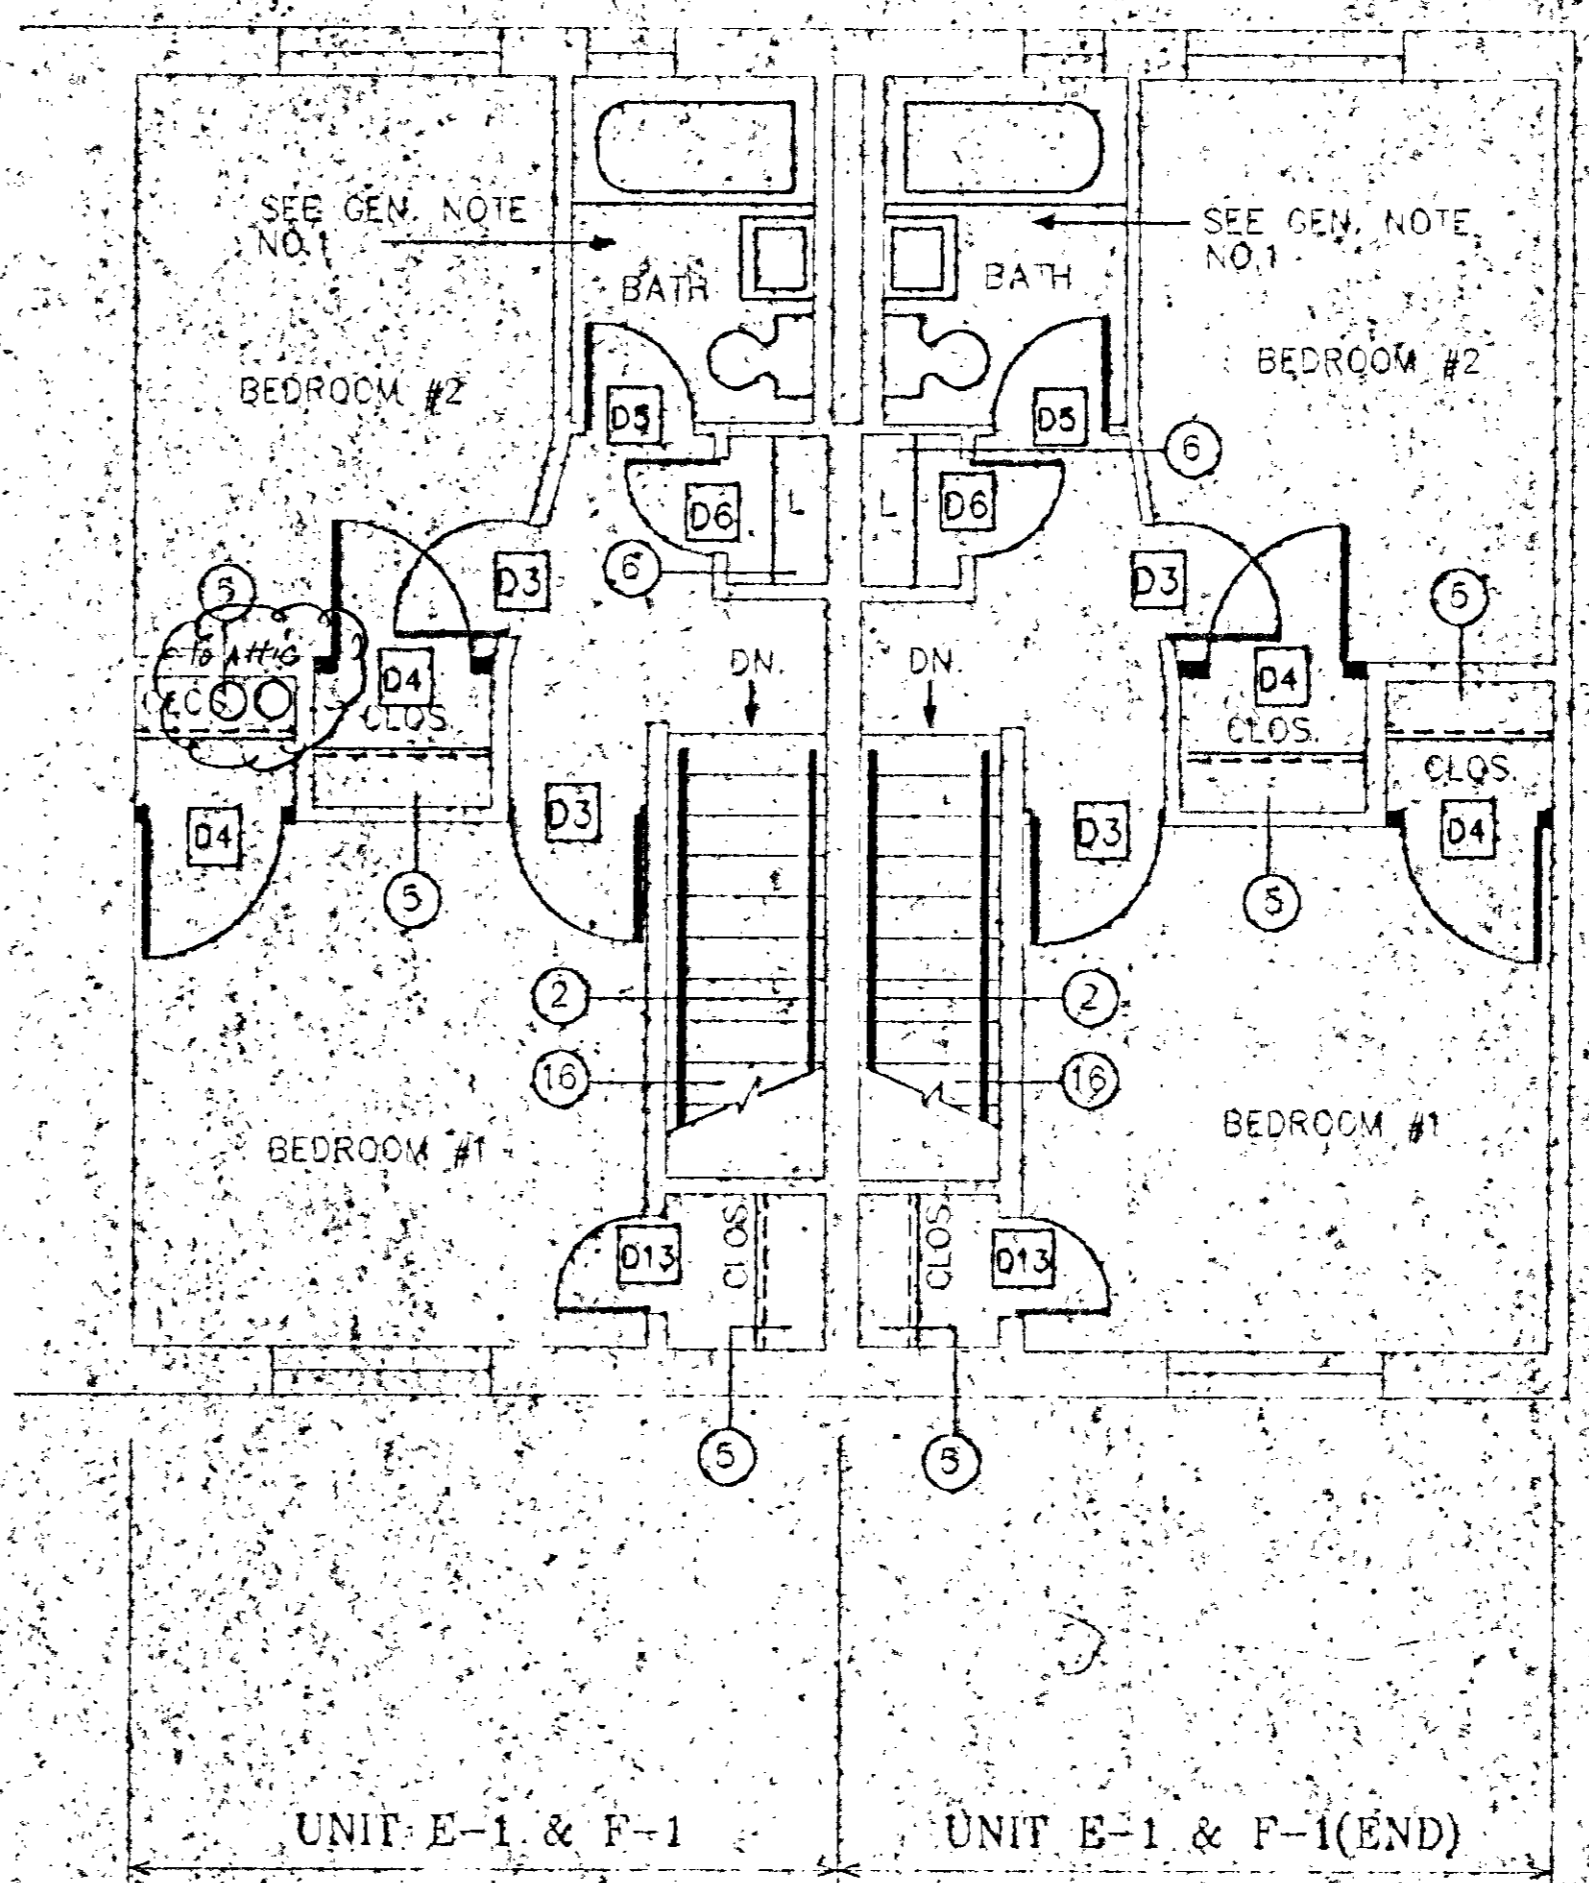 SEE GEN. NOTE
NO.1
SEE GEN. NOTE
NO.1
BATH
BATH
BEDROOM #2
BEDROOM #2
D5
D5
6
L
L
D6
D6
6
D3
D3
5
5
to Attic
D4
DN.
DN.
D4
CLOS.
CLOS.
CLOS.
D4
D3
D3
D4
5
5
2
2
16
16
BEDROOM #1
BEDROOM #1
CLOS.
CLOS.
D13
D13
5
5
UNIT E-1 & F-1
UNIT E-1 & F-1(END)